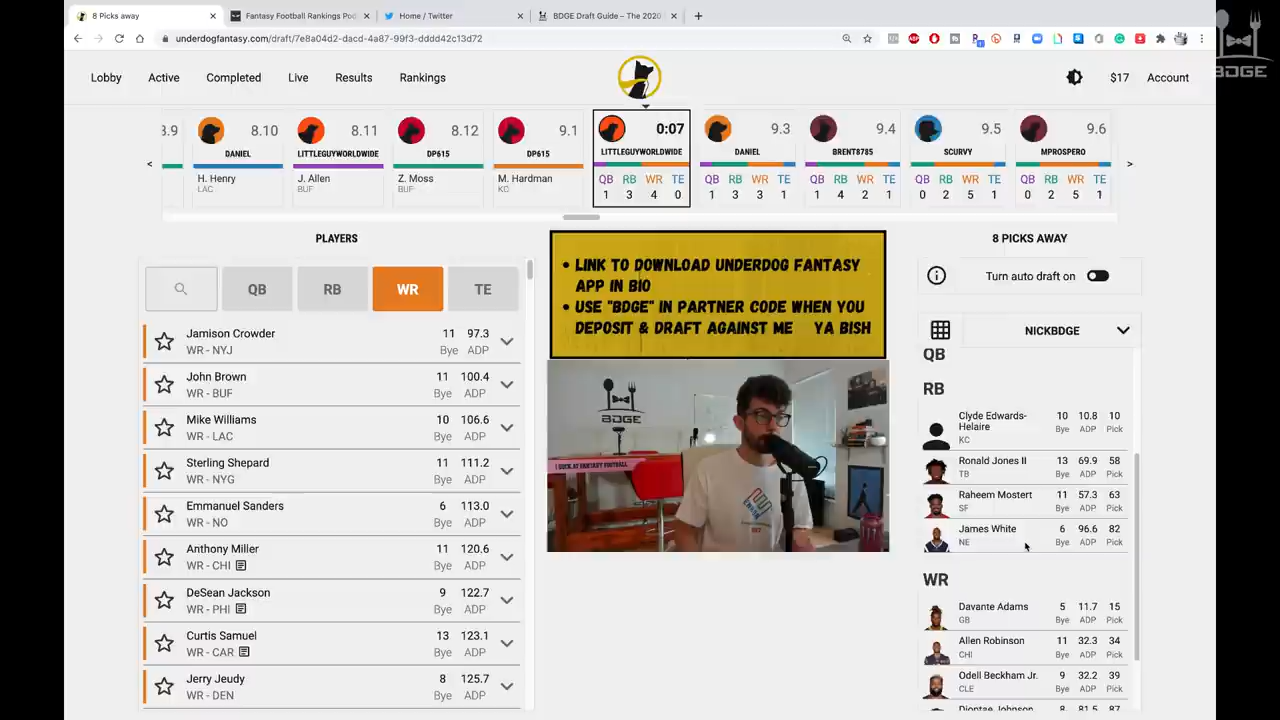 8 Picks away
Fantasy Football Rankings Pod
Home / Twitter
BDGE Draft Guide – The 2020
underdogfantasy.com/draft/7e8a04d2-dacd-4a87-99f3-dddd42c13d72
BDGE
Lobby
Active
Completed
Live
Results
Rankings
$17
Account
3.9
8.10
DANIEL
H. Henry
LAC
8.11
LITTLEGUYWORLDWIDE
J. Allen
BUF
8.12
DP615
Z. Moss
BUF
9.1
DP615
M. Hardman
KC
0:07
LITTLEGUYWORLDWIDE
QB RB WR TE
1 3 4 0
9.3
DANIEL
QB RB WR TE
1 3 3 1
9.4
BRENT8785
QB RB WR TE
1 4 2 1
9.5
SCURVY
QB RB WR TE
0 2 5 1
9.6
MPROSPERO
QB RB WR TE
0 2 5 1
PLAYERS
QB
RB
WR
TE
Jamison Crowder 11 97.3
WR - NYJ Bye ADP
John Brown 11 100.4
WR - BUF Bye ADP
Mike Williams 10 106.6
WR - LAC Bye ADP
Sterling Shepard 11 111.2
WR - NYG Bye ADP
Emmanuel Sanders 6 113.0
WR - NO Bye ADP
Anthony Miller 11 120.6
WR - CHI Bye ADP
DeSean Jackson 9 122.7
WR - PHI Bye ADP
Curtis Samuel 13 123.1
WR - CAR Bye ADP
Jerry Jeudy 8 125.7
WR - DEN Bye ADP
• LINK TO DOWNLOAD UNDERDOG FANTASY
APP IN BIO
• USE "BDGE" IN PARTNER CODE WHEN YOU
DEPOSIT & DRAFT AGAINST ME YA BISH
BDGE
I SUCK AT FANTASY FOOTBALL
8 PICKS AWAY
Turn auto draft on
NICKBDGE
QB
RB
Clyde Edwards-
Helaire 10 10.8 10
KC Bye ADP Pick
Ronald Jones II 13 69.9 58
TB Bye ADP Pick
Raheem Mostert 11 57.3 63
SF Bye ADP Pick
James White 6 96.6 82
NE Bye ADP Pick
WR
Davante Adams 5 11.7 15
GB Bye ADP Pick
Allen Robinson 11 32.3 34
CHI Bye ADP Pick
Odell Beckham Jr. 9 32.2 39
CLE Bye ADP Pick
Diontae Johnson 8 81.5 87